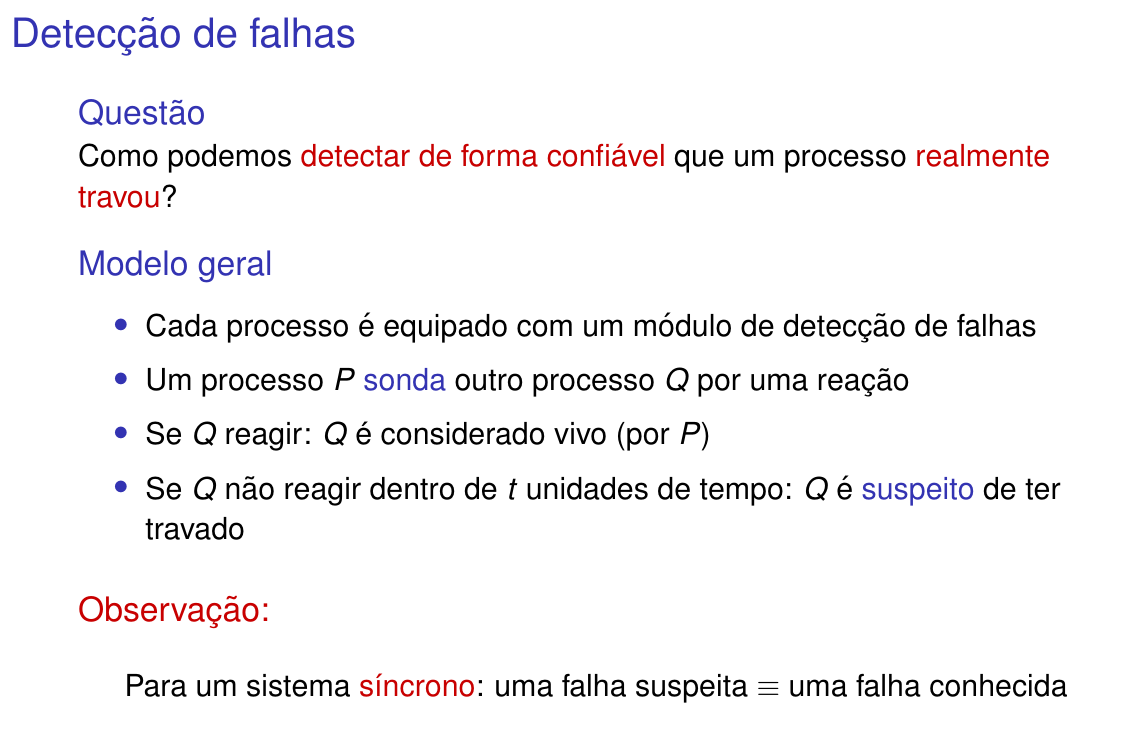 Detecção de falhas
Questão
Como podemos detectar de forma confiável que um processo realmente
travou?
Modelo geral
• Cada processo é equipado com um módulo de detecção de falhas
• Um processo P sonda outro processo Q por uma reação
• Se Q reagir: Q é considerado vivo (por P)
• Se Q não reagir dentro de t unidades de tempo: Q é suspeito de ter
travado
Observação:
Para um sistema síncrono: uma falha suspeita ≡ uma falha conhecida